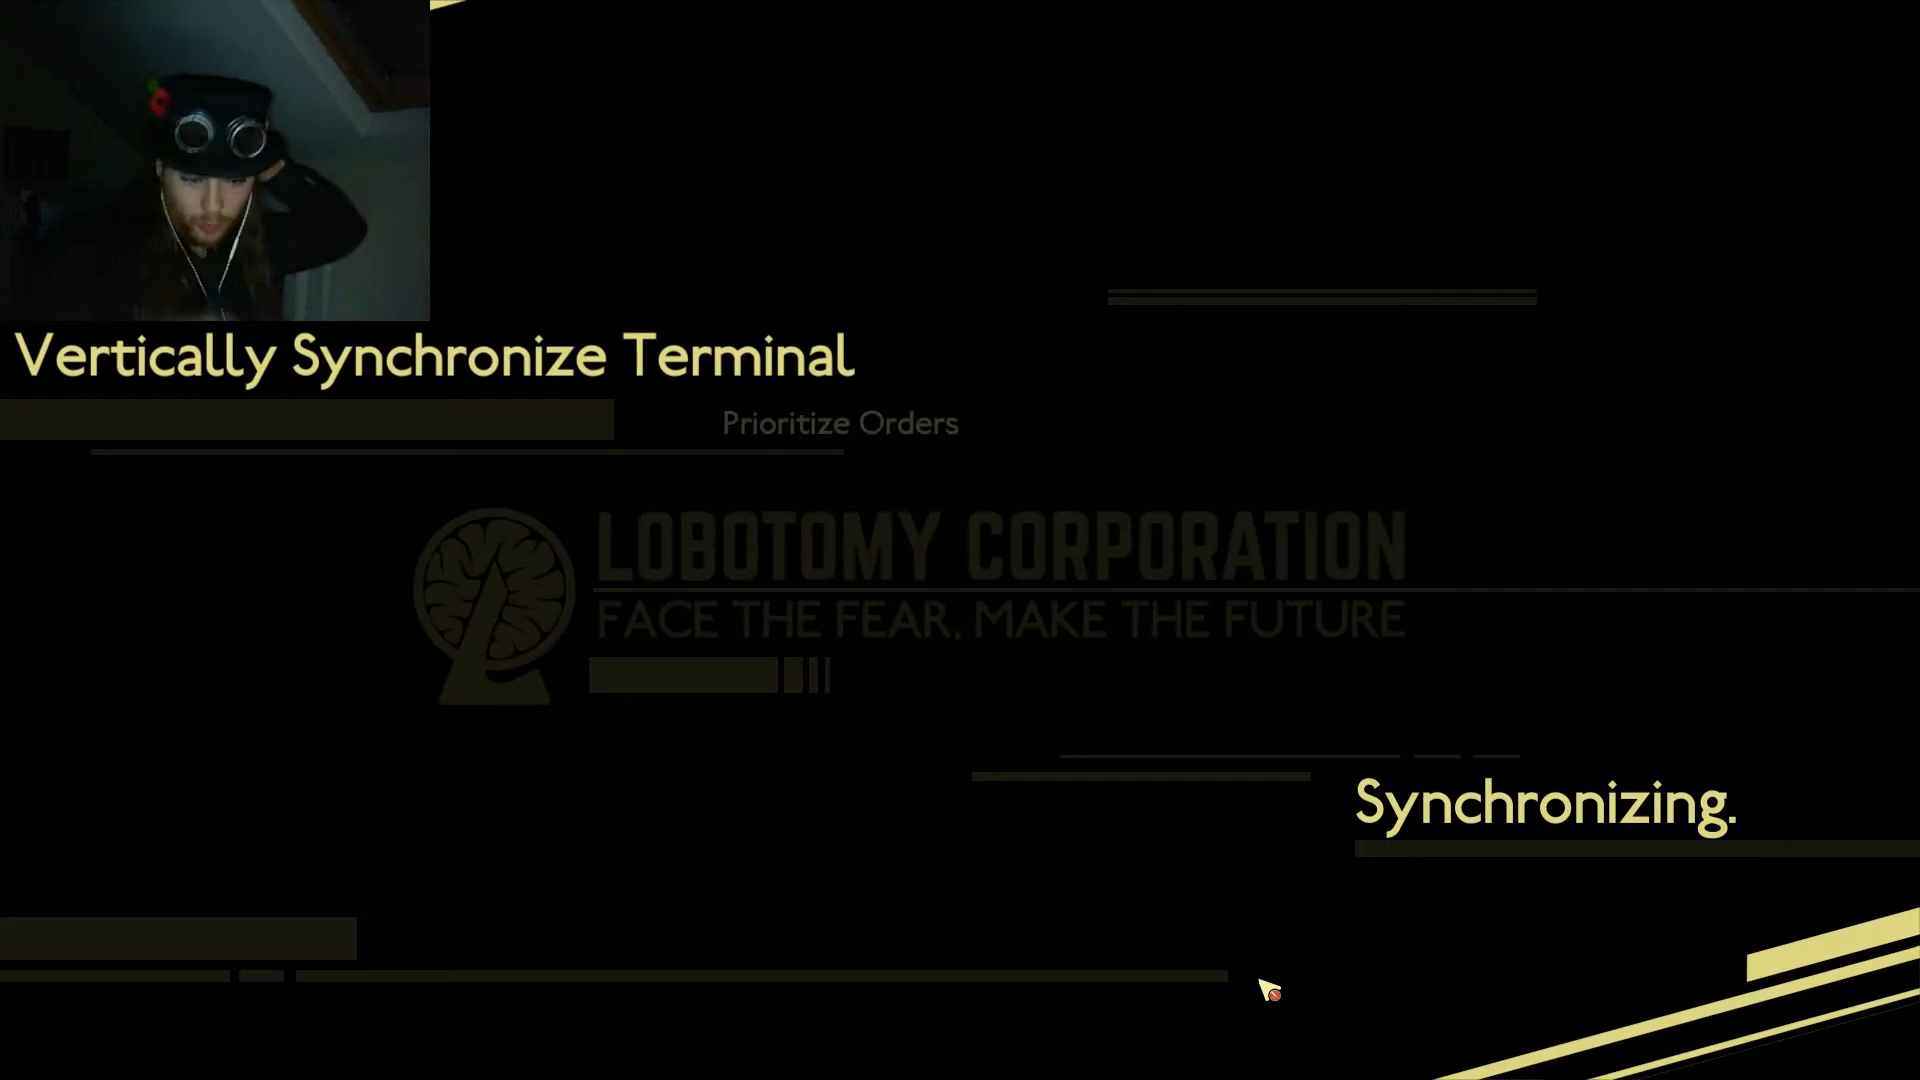 Vertically Synchronize Terminal
Prioritize Orders
LOBOTOMY CORPORATION
FACE THE FEAR, MAKE THE FUTURE
Synchronizing.